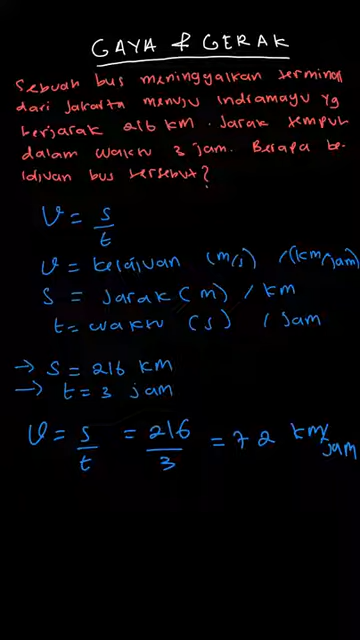 GAYA & GERAK
Sebuah bus meninggalkan terminal
dari Jakarta menuju Indramayu yg
berjarak 216 KM. Jarak tempuh
dalam waktu 3 jam. Berapa ke-
lajuan bus tersebut?
v = s/t
v = kelajuan (m/s) /(km/jam)
s = jarak (m) / km
t = waktu (s) / jam
→ s = 216 km
→ t = 3 jam
v = s/t = 216/3 = 72 km/jam